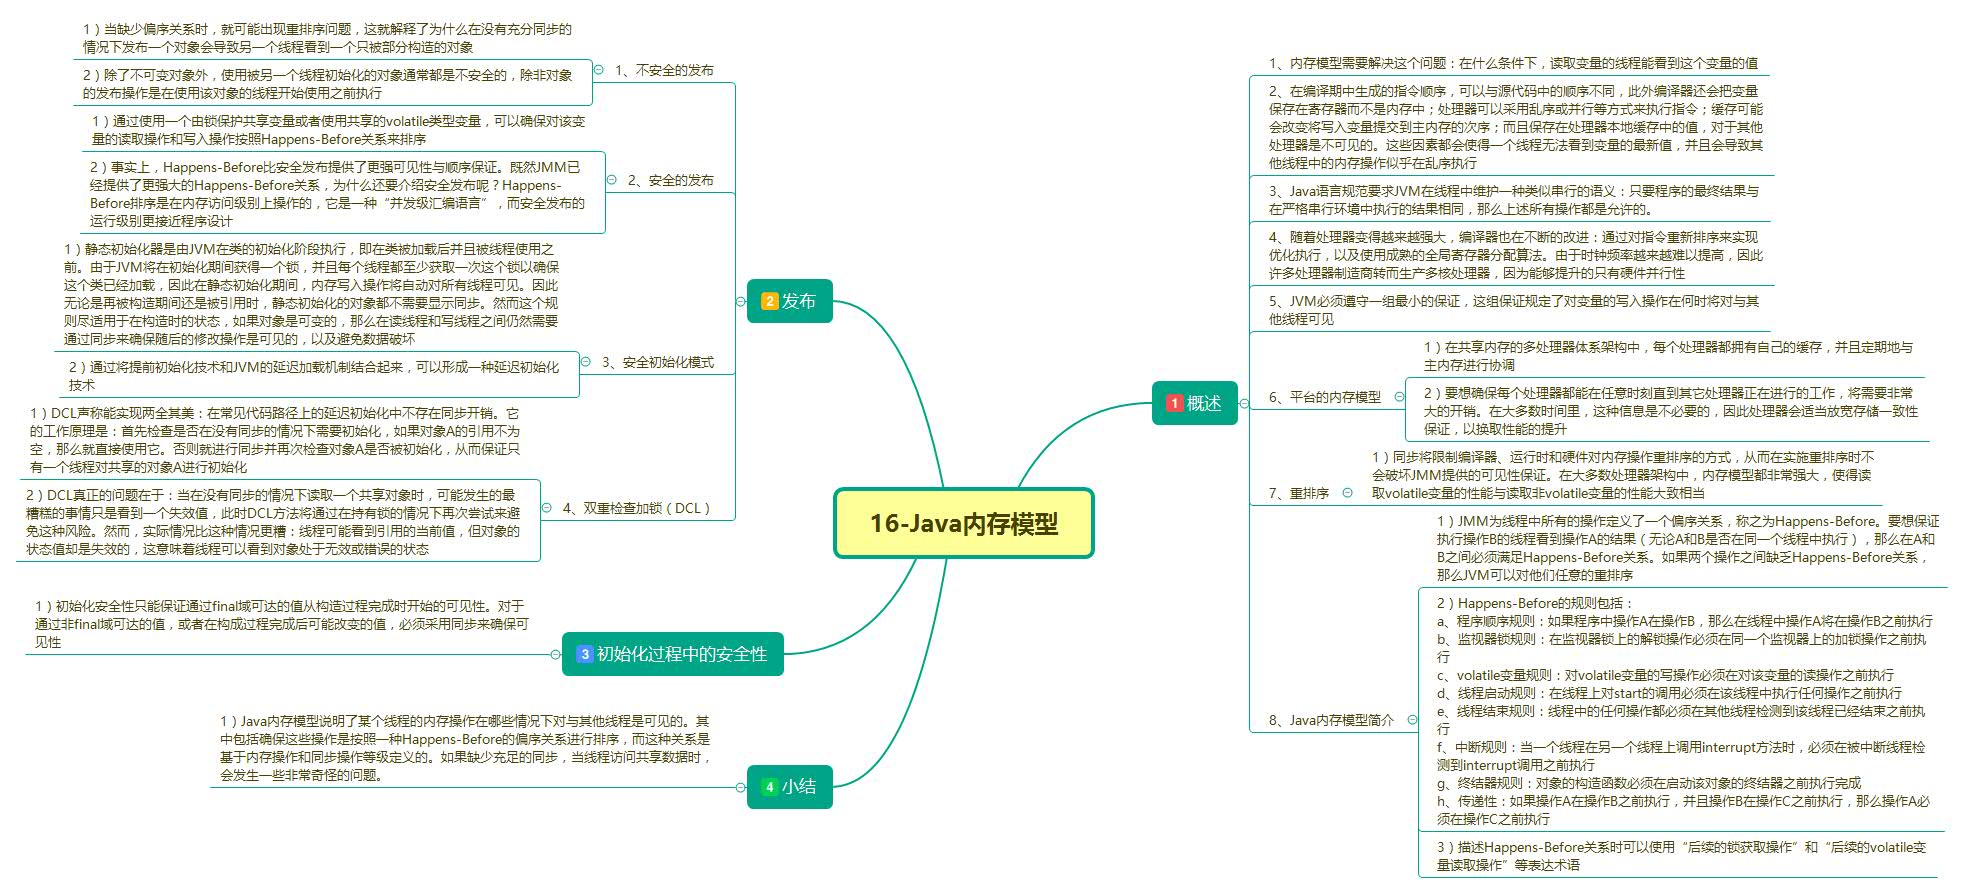 16-Java内存模型
1 概述
1、内存模型需要解决这个问题：在什么条件下，读取变量的线程能看到这个变量的值
2、在编译期中生成的指令顺序，可以与源代码中的顺序不同，此外编译器还会把变量
保存在寄存器而不是内存中；处理器可以采用乱序或并行等方式来执行指令；缓存可能
会改变将写入变量提交到主内存的次序；而且保存在处理器本地缓存中的值，对于其他
处理器是不可见的。这些因素都会使得一个线程无法看到变量的最新值，并且会导致其
他线程中的内存操作似乎在乱序执行
3、Java语言规范要求JVM在线程中维护一种类似串行的语义：只要程序的最终结果与
在严格串行环境中执行的结果相同，那么上述所有操作都是允许的。
4、随着处理器变得越来越强大，编译器也在不断的改进：通过对指令重新排序来实现
优化执行，以及使用成熟的全局寄存器分配算法。由于时钟频率越来越难以提高，因此
许多处理器制造商转而生产多核处理器，因为能够提升的只有硬件并行性
5、JVM必须遵守一组最小的保证，这组保证规定了对变量的写入操作在何时将对与其
他线程可见
6、平台的内存模型
1）在共享内存的多处理器体系架构中，每个处理器都拥有自己的缓存，并且定期地与
主内存进行协调
2）要想确保每个处理器都能在任意时刻直到其它处理器正在进行的工作，将需要非常
大的开销。在大多数时间里，这种信息是不必要的，因此处理器会适当放宽存储一致性
保证，以换取性能的提升
7、重排序
1）同步将限制编译器、运行时和硬件对内存操作重排序的方式，从而在实施重排序时不
会破坏JMM提供的可见性保证。在大多数处理器架构中，内存模型都非常强大，使得读
取volatile变量的性能与读取非volatile变量的性能大致相当
8、Java内存模型简介
1）JMM为线程中所有的操作定义了一个偏序关系，称之为Happens-Before。要想保证
执行操作B的线程看到操作A的结果（无论A和B是否在同一个线程中执行），那么在A和
B之间必须满足Happens-Before关系。如果两个操作之间缺乏Happens-Before关系，
那么JVM可以对他们任意的重排序
2）Happens-Before的规则包括：
a、程序顺序规则：如果程序中操作A在操作B，那么在线程中操作A将在操作B之前执行
b、监视器锁规则：在监视器锁上的解锁操作必须在同一个监视器上的加锁操作之前执
行
c、volatile变量规则：对volatile变量的写操作必须在对该变量的读操作之前执行
d、线程启动规则：在线程上对start的调用必须在该线程中执行任何操作之前执行
e、线程结束规则：线程中的任何操作都必须在其他线程检测到该线程已经结束之前执
行
f、中断规则：当一个线程在另一个线程上调用interrupt方法时，必须在被中断线程检
测到interrupt调用之前执行
g、终结器规则：对象的构造函数必须在启动该对象的终结器之前执行完成
h、传递性：如果操作A在操作B之前执行，并且操作B在操作C之前执行，那么操作A必
须在操作C之前执行
3）描述Happens-Before关系时可以使用“后续的锁获取操作”和“后续的volatile变
量读取操作”等表达术语
2 发布
1、不安全的发布
1）当缺少偏序关系时，就可能出现重排序问题，这就解释了为什么在没有充分同步的
情况下发布一个对象会导致另一个线程看到一个只被部分构造的对象
2）除了不可变对象外，使用被另一个线程初始化的对象通常都是不安全的，除非对象
的发布操作是在使用该对象的线程开始使用之前执行
2、安全的发布
1）通过使用一个由锁保护共享变量或者使用共享的volatile类型变量，可以确保对该变
量的读取操作和写入操作按照Happens-Before关系来排序
2）事实上，Happens-Before比安全发布提供了更强可见性与顺序保证。既然JMM已
经提供了更强大的Happens-Before关系，为什么还要介绍安全发布呢？Happens-
Before排序是在内存访问级别上操作的，它是一种“并发级汇编语言”，而安全发布的
运行级别更接近程序设计
3、安全初始化模式
1）静态初始化器是由JVM在类的初始化阶段执行，即在类被加载后并且被线程使用之
前。由于JVM将在初始化期间获得一个锁，并且每个线程都至少获取一次这个锁以确保
这个类已经加载，因此在静态初始化期间，内存写入操作将自动对所有线程可见。因此
无论是再被构造期间还是被引用时，静态初始化的对象都不需要显示同步。然而这个规
则尽适用于在构造时的状态，如果对象是可变的，那么在读线程和写线程之间仍然需要
通过同步来确保随后的修改操作是可见的，以及避免数据破坏
2）通过将提前初始化技术和JVM的延迟加载机制结合起来，可以形成一种延迟初始化
技术
4、双重检查加锁（DCL）
1）DCL声称能实现两全其美：在常见代码路径上的延迟初始化中不存在同步开销。它
的工作原理是：首先检查是否在没有同步的情况下需要初始化，如果对象A的引用不为
空，那么就直接使用它。否则就进行同步并再次检查对象A是否被初始化，从而保证只
有一个线程对共享的对象A进行初始化
2）DCL真正的问题在于：当在没有同步的情况下读取一个共享对象时，可能发生的最
糟糕的事情只是看到一个失效值，此时DCL方法将通过在持有锁的情况下再次尝试来避
免这种风险。然而，实际情况比这种情况更糟：线程可能看到引用的当前值，但对象的
状态值却是失效的，这意味着线程可以看到对象处于无效或错误的状态
3 初始化过程中的安全性
1）初始化安全性只能保证通过final域可达的值从构造过程完成时开始的可见性。对于
通过非final域可达的值，或者在构成过程完成后可能改变的值，必须采用同步来确保可
见性
4 小结
1）Java内存模型说明了某个线程的内存操作在哪些情况下对与其他线程是可见的。其
中包括确保这些操作是按照一种Happens-Before的偏序关系进行排序，而这种关系是
基于内存操作和同步操作等级定义的。如果缺少充足的同步，当线程访问共享数据时，
会发生一些非常奇怪的问题。